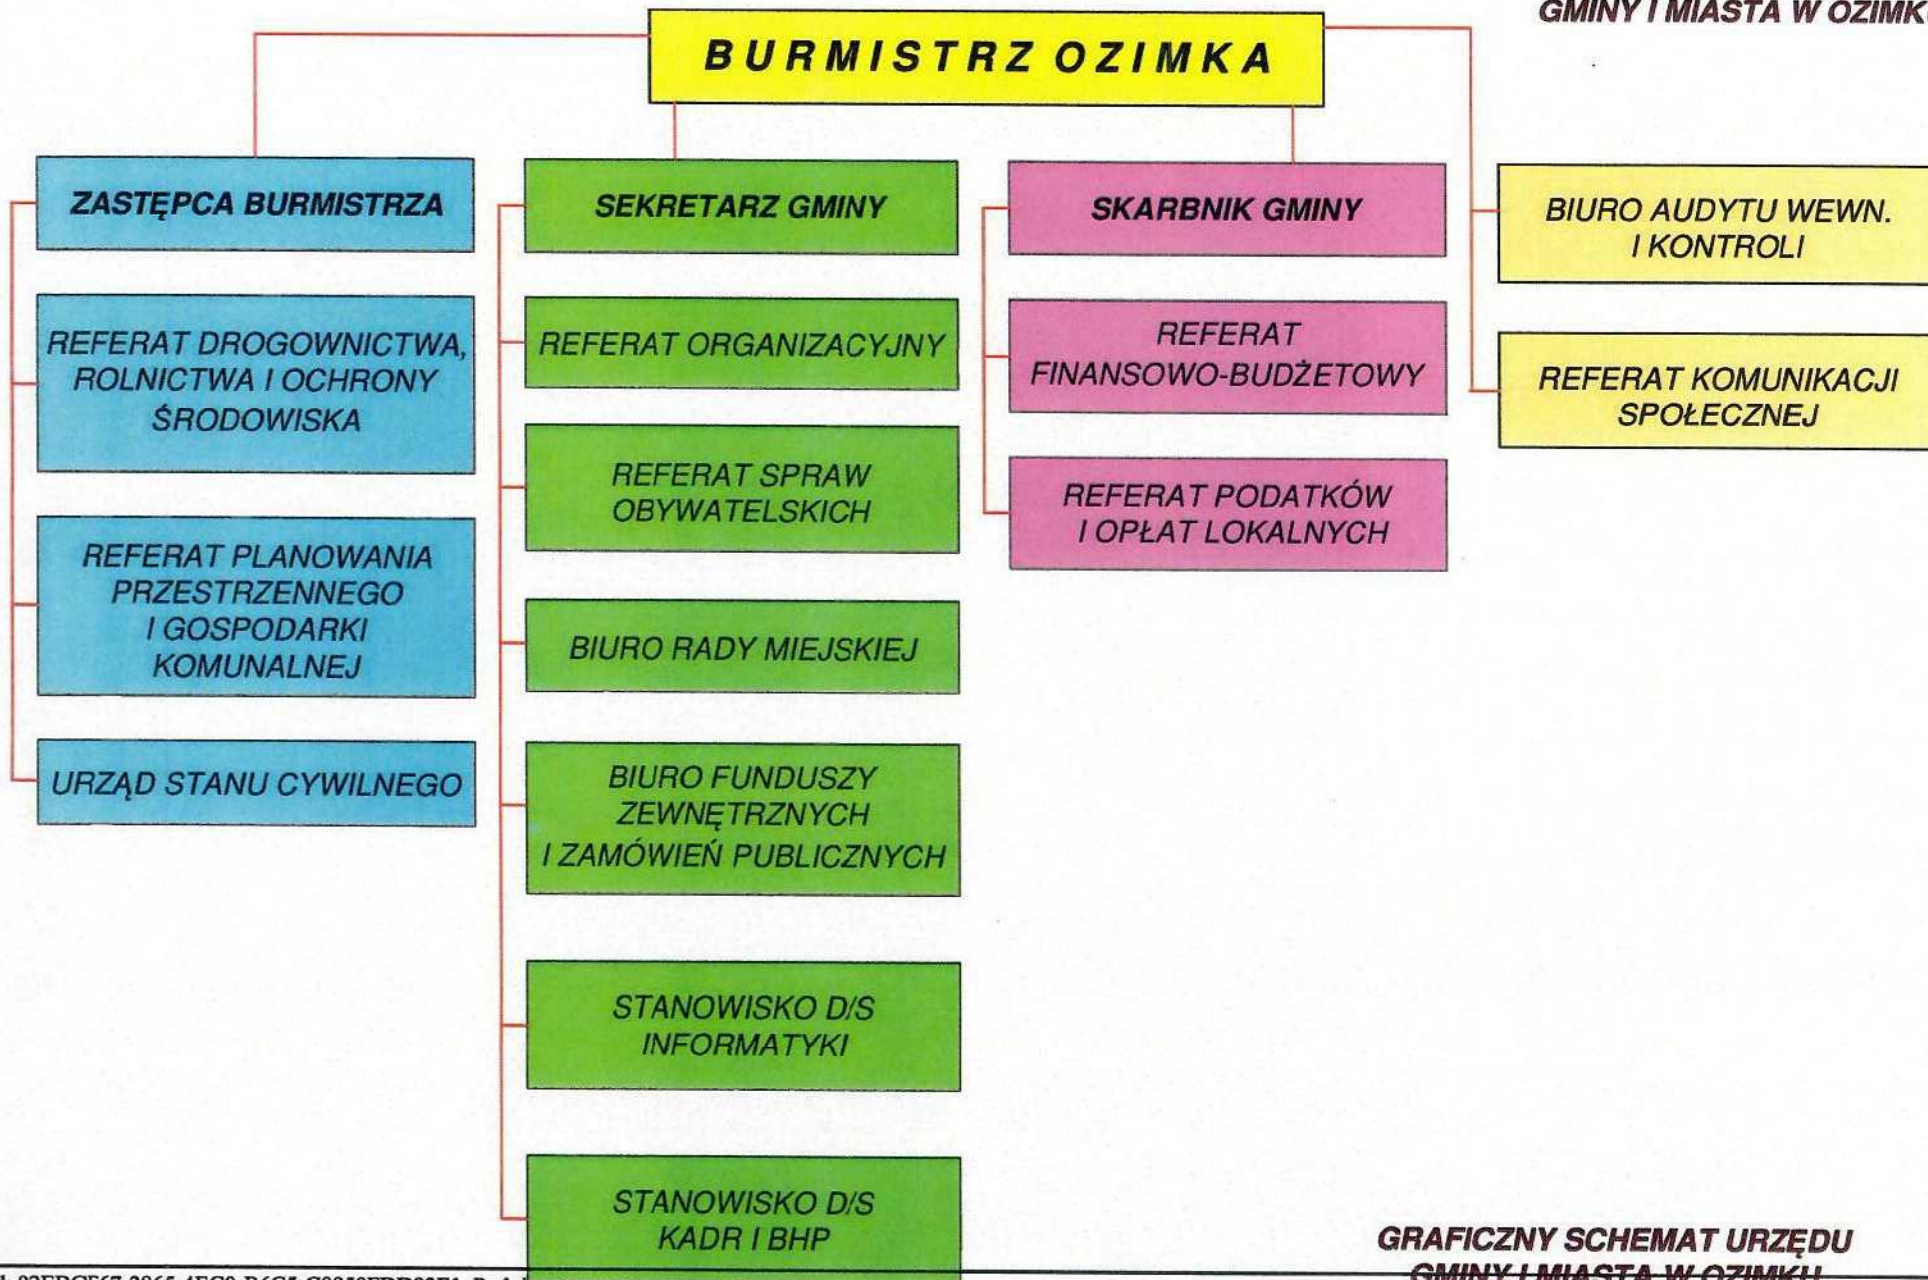 GMINY I MIASTA W OZIMKU
BURMISTRZ OZIMKA
ZASTĘPCA BURMISTRZA
REFERAT DROGOWNICTWA,
ROLNICTWA I OCHRONY
ŚRODOWISKA
REFERAT PLANOWANIA
PRZESTRZENNEGO
I GOSPODARKI
KOMUNALNEJ
URZĄD STANU CYWILNEGO
SEKRETARZ GMINY
REFERAT ORGANIZACYJNY
REFERAT SPRAW
OBYWATELSKICH
BIURO RADY MIEJSKIEJ
BIURO FUNDUSZY
ZEWNĘTRZNYCH
I ZAMÓWIEŃ PUBLICZNYCH
STANOWISKO D/S
INFORMATYKI
STANOWISKO D/S
KADR I BHP
SKARBNIK GMINY
REFERAT
FINANSOWO-BUDŻETOWY
REFERAT PODATKÓW
I OPŁAT LOKALNYCH
BIURO AUDYTU WEWN.
I KONTROLI
REFERAT KOMUNIKACJI
SPOŁECZNEJ
GRAFICZNY SCHEMAT URZĘDU
GMINY I MIASTA W OZIMKU